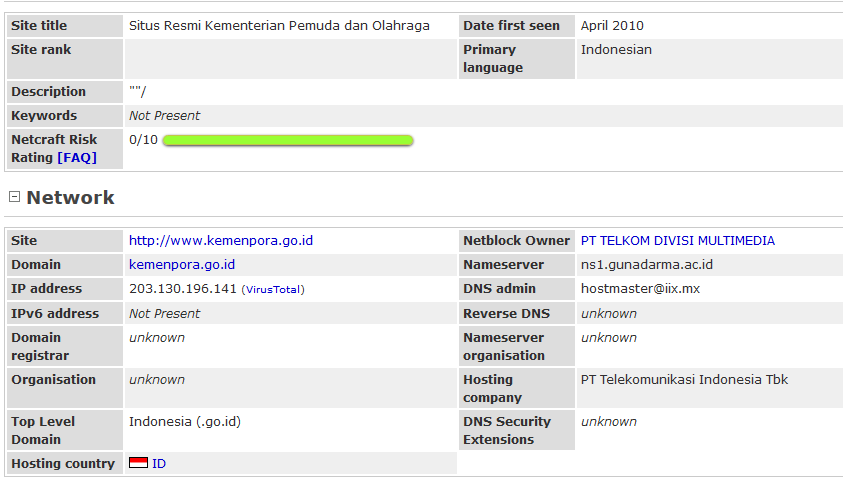 Site title Situs Resmi Kementerian Pemuda dan Olahraga Date first seen April 2010
Site rank Primary language Indonesian
Description ""/
Keywords Not Present
Netcraft Risk Rating [FAQ] 0/10
Network
Site http://www.kemenpora.go.id Netblock Owner PT TELKOM DIVISI MULTIMEDIA
Domain kemenpora.go.id Nameserver ns1.gunadarma.ac.id
IP address 203.130.196.141 (VirusTotal) DNS admin hostmaster@iix.mx
IPv6 address Not Present Reverse DNS unknown
Domain registrar unknown Nameserver organisation unknown
Organisation unknown Hosting company PT Telekomunikasi Indonesia Tbk
Top Level Domain Indonesia (.go.id) DNS Security Extensions unknown
Hosting country ID